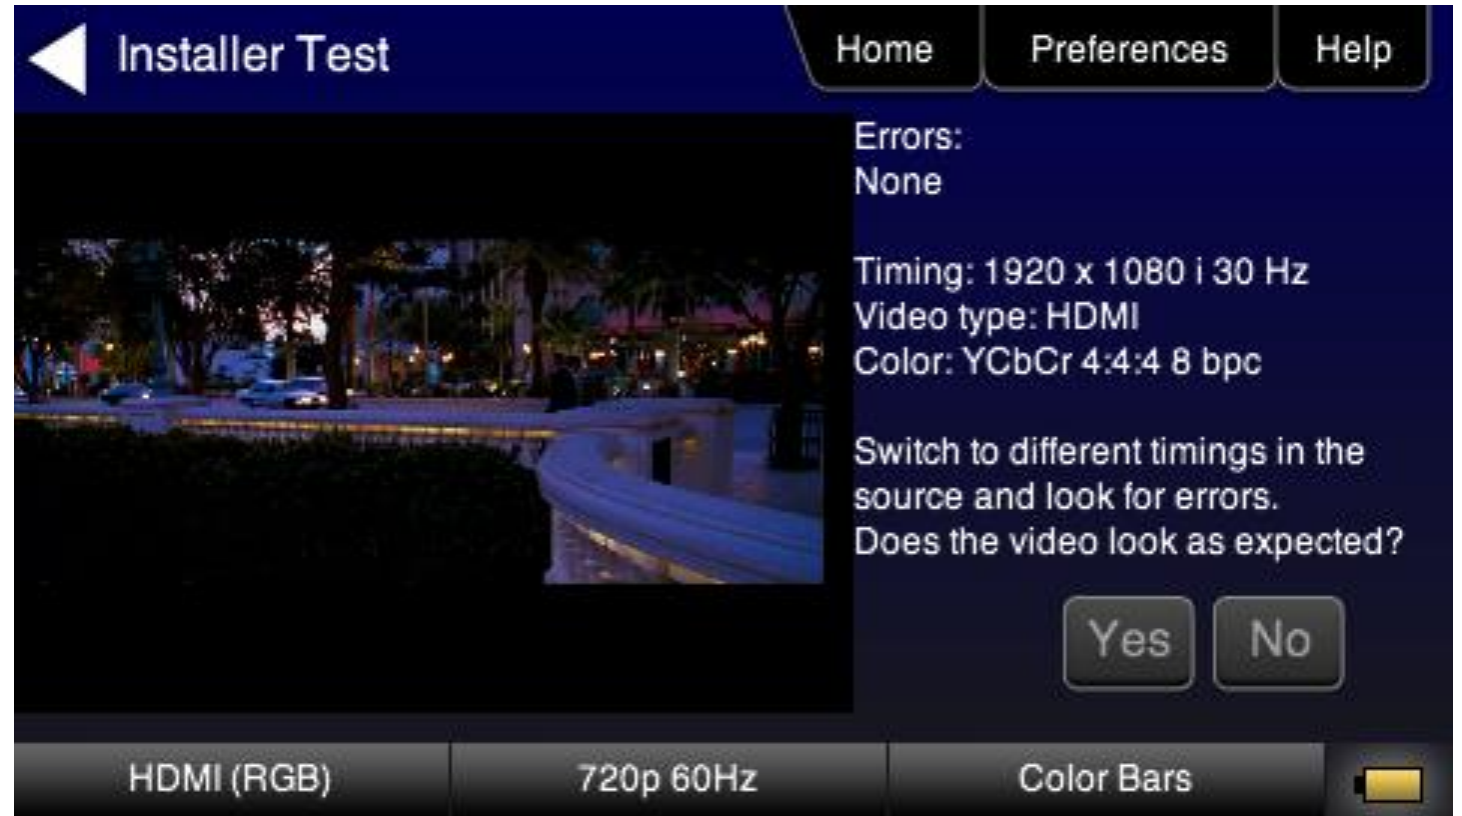 Installer Test
Home
Preferences
Help
Errors:
None
Timing: 1920 x 1080 i 30 Hz
Video type: HDMI
Color: YCbCr 4:4:4 8 bpc
Switch to different timings in the
source and look for errors.
Does the video look as expected?
Yes
No
HDMI (RGB)
720p 60Hz
Color Bars